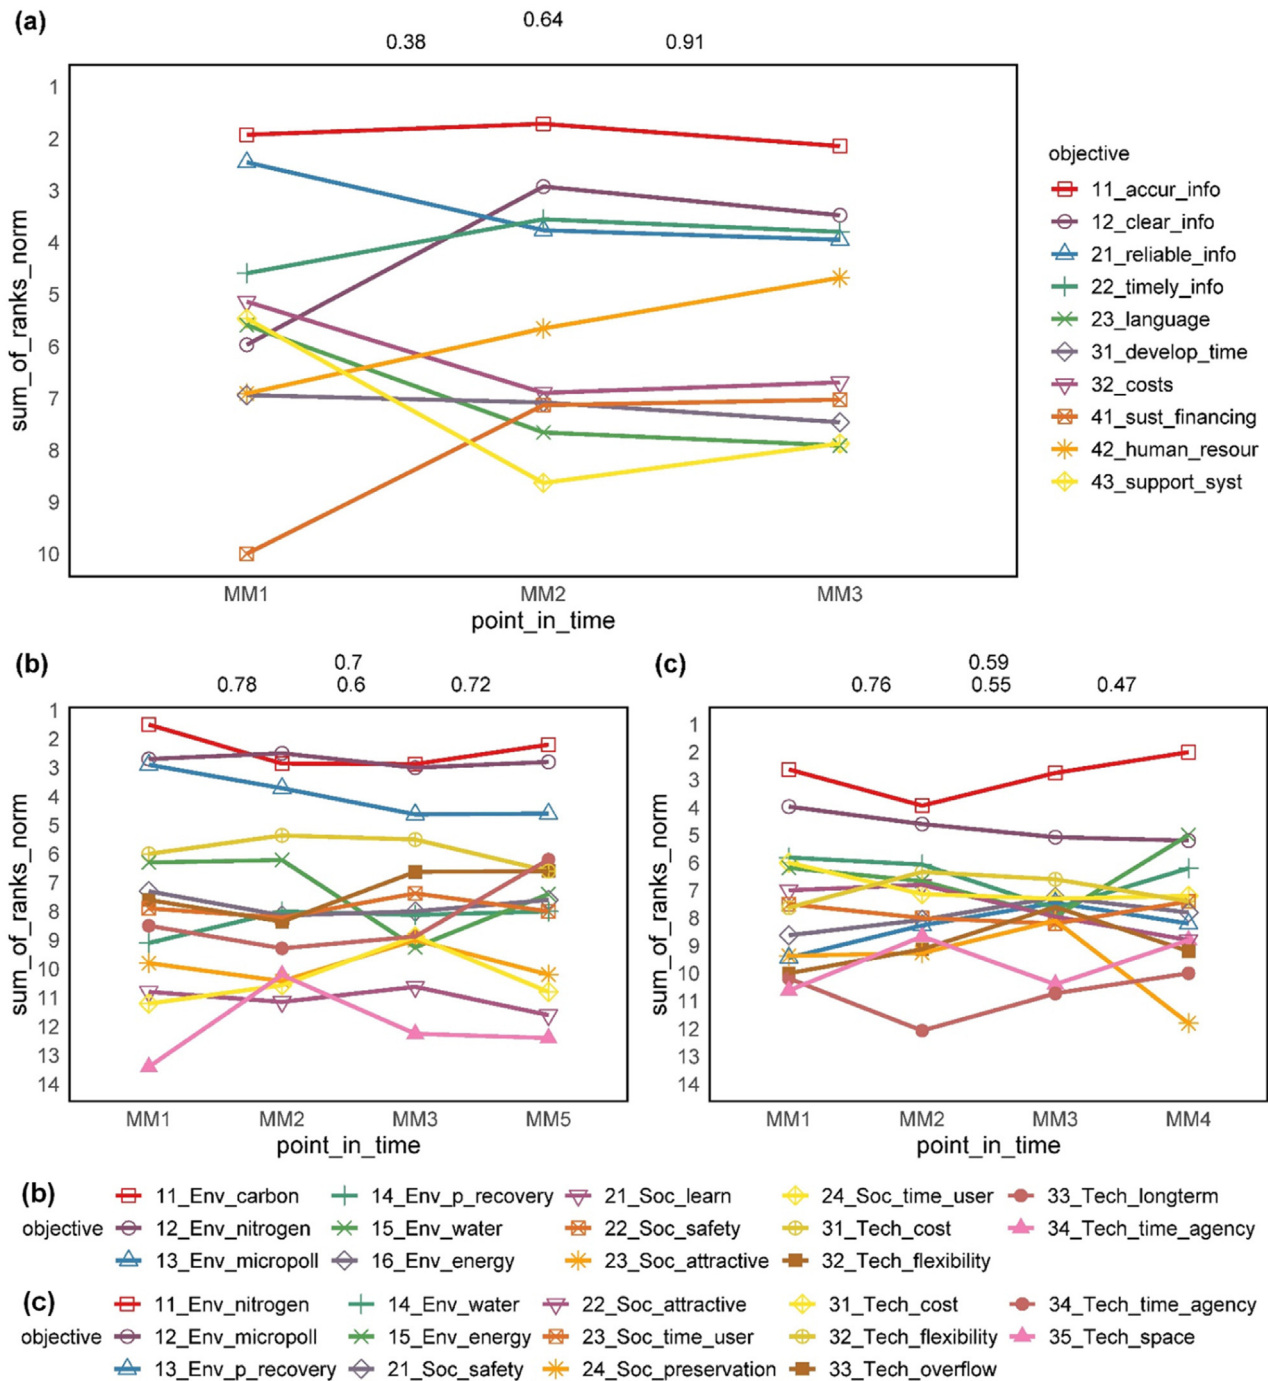 (a)
0.64
0.38 0.91
1
2
3
4
5
6
7
8
9
10
sum_of_ranks_norm
MM1 MM2 MM3
point_in_time
objective
11_accur_info
12_clear_info
21_reliable_info
22_timely_info
23_language
31_develop_time
32_costs
41_sust_financing
42_human_resour
43_support_syst
(b)
0.7
0.78 0.6 0.72
1
2
3
4
5
6
7
8
9
10
11
12
13
14
sum_of_ranks_norm
MM1 MM2 MM3 MM5
point_in_time
(c)
0.59
0.76 0.55 0.47
1
2
3
4
5
6
7
8
9
10
11
12
13
14
sum_of_ranks_norm
MM1 MM2 MM3 MM4
point_in_time
(b)
11_Env_carbon 14_Env_p_recovery 21_Soc_learn 24_Soc_time_user 33_Tech_longterm
objective 12_Env_nitrogen 15_Env_water 22_Soc_safety 31_Tech_cost 34_Tech_time_agency
13_Env_micropoll 16_Env_energy 23_Soc_attractive 32_Tech_flexibility
(c)
11_Env_nitrogen 14_Env_water 22_Soc_attractive 31_Tech_cost 34_Tech_time_agency
objective 12_Env_micropoll 15_Env_energy 23_Soc_time_user 32_Tech_flexibility 35_Tech_space
13_Env_p_recovery 21_Soc_safety 24_Soc_preservation 33_Tech_overflow